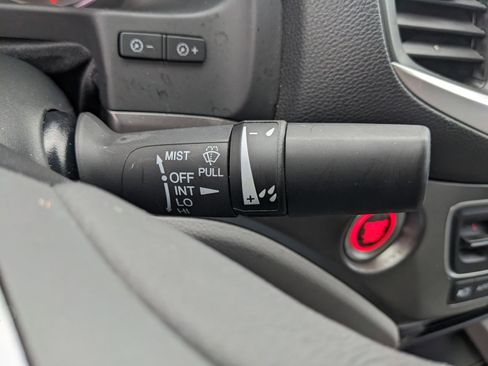 - +
MIST
OFF PULL
INT
LO
HI
-
+